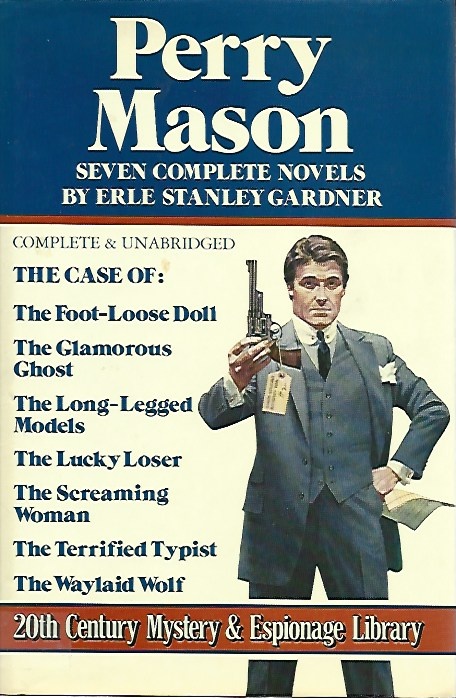 Perry
Mason
SEVEN COMPLETE NOVELS
BY ERLE STANLEY GARDNER
COMPLETE & UNABRIDGED
THE CASE OF:
The Foot-Loose Doll
The Glamorous
Ghost
The Long-Legged
Models
The Lucky Loser
The Screaming
Woman
The Terrified Typist
The Waylaid Wolf
20th Century Mystery & Espionage Library